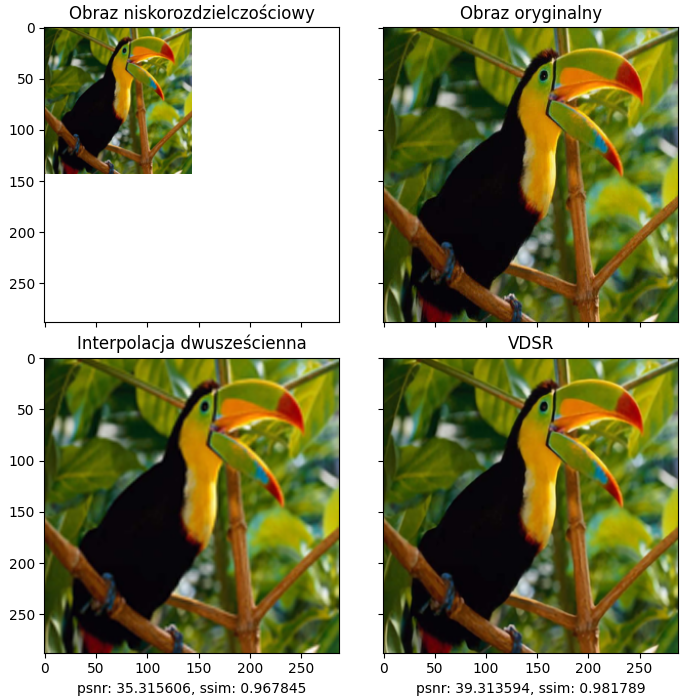 Obraz niskorozdzielczościowy
Obraz oryginalny
0
50
100
150
200
250
Interpolacja dwusześcienna
VDSR
0
50
100
150
200
250
0 50 100 150 200 250
0 50 100 150 200 250
psnr: 35.315606, ssim: 0.967845
psnr: 39.313594, ssim: 0.981789